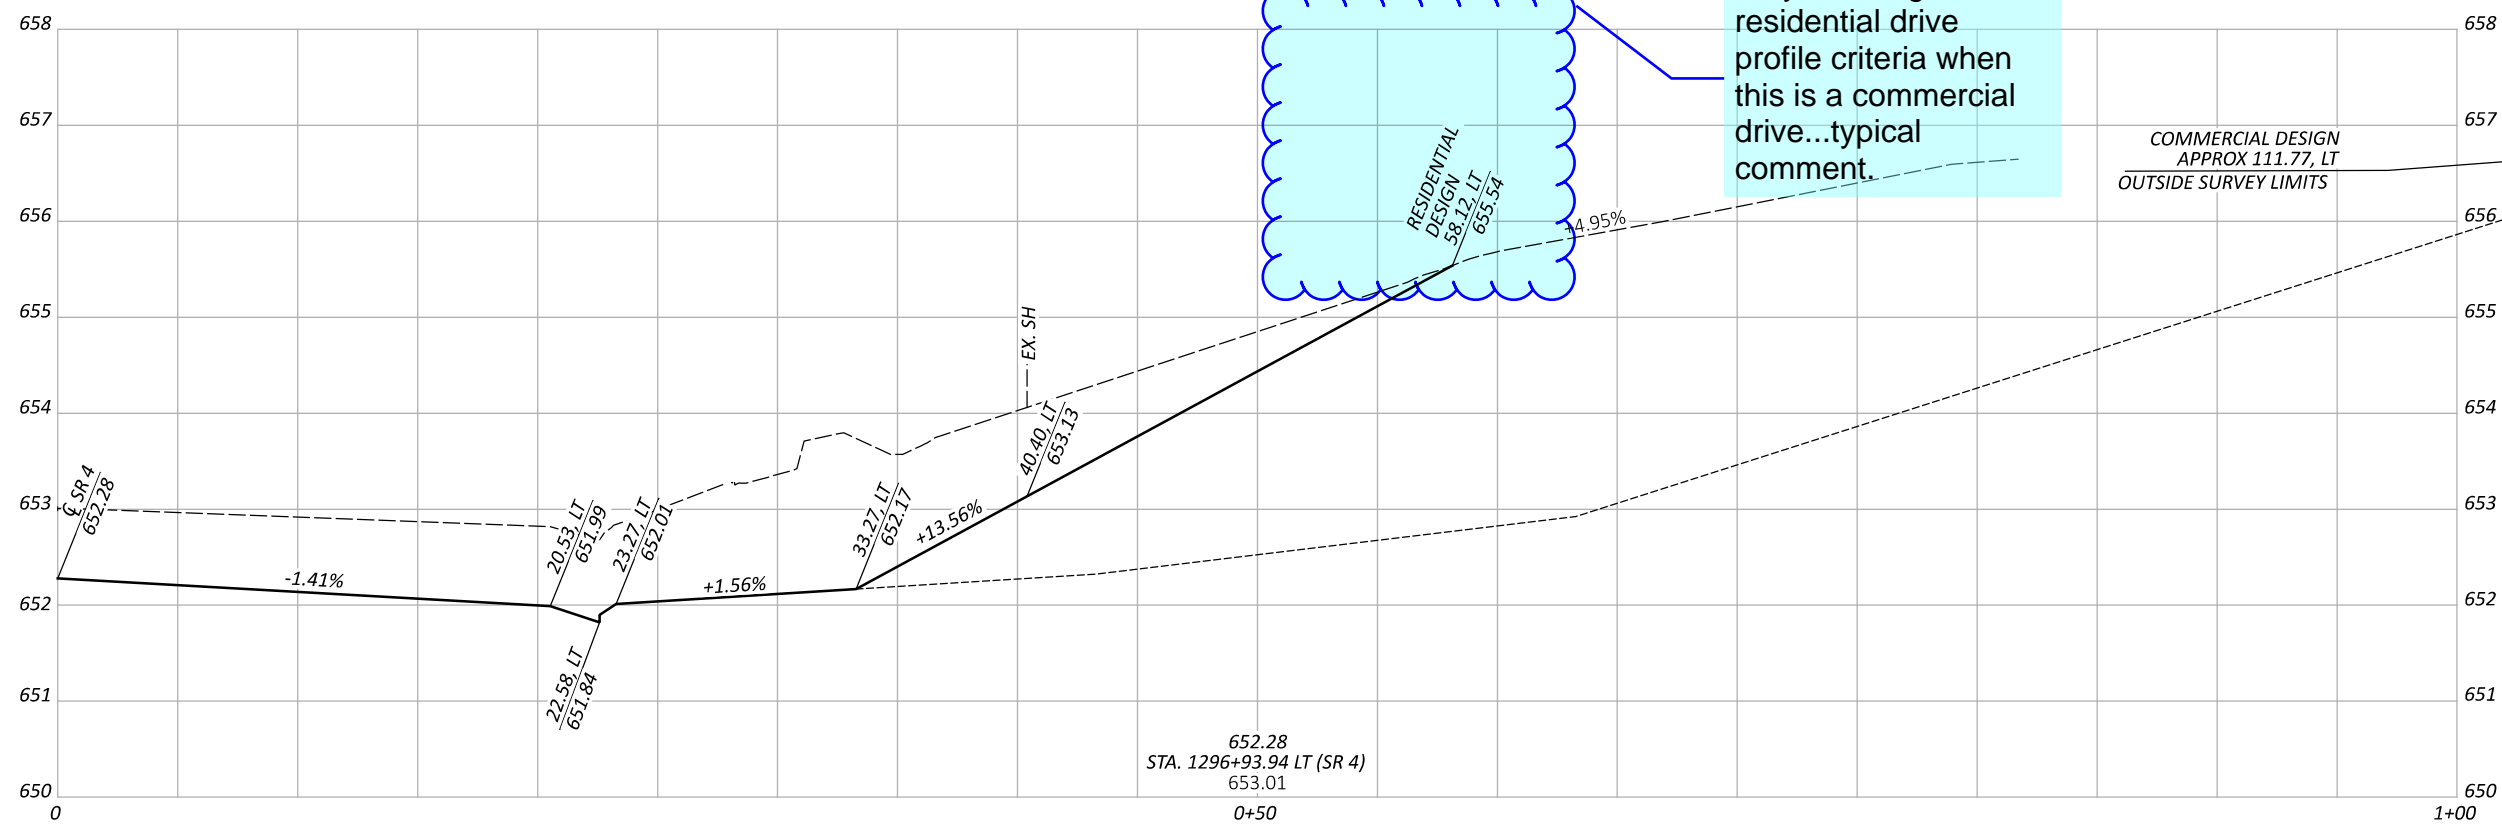 residential drive
profile criteria when
this is a commercial
drive...typical
comment.
658
658
657
657
656
656
655
655
654
654
653
653
652
652
651
651
650
650
COMMERCIAL DESIGN
APPROX 111.77, LT
OUTSIDE SURVEY LIMITS
RESIDENTIAL
DESIGN
58.12, LT
655.54
+4.95%
EX. SH
40.40, LT
653.13
℄ SR 4
652.28
20.53, LT
651.99
23.27, LT
652.01
33.27, LT
652.17
+13.56%
-1.41%
+1.56%
22.58, LT
651.84
652.28
STA. 1296+93.94 LT (SR 4)
653.01
0
0+50
1+00